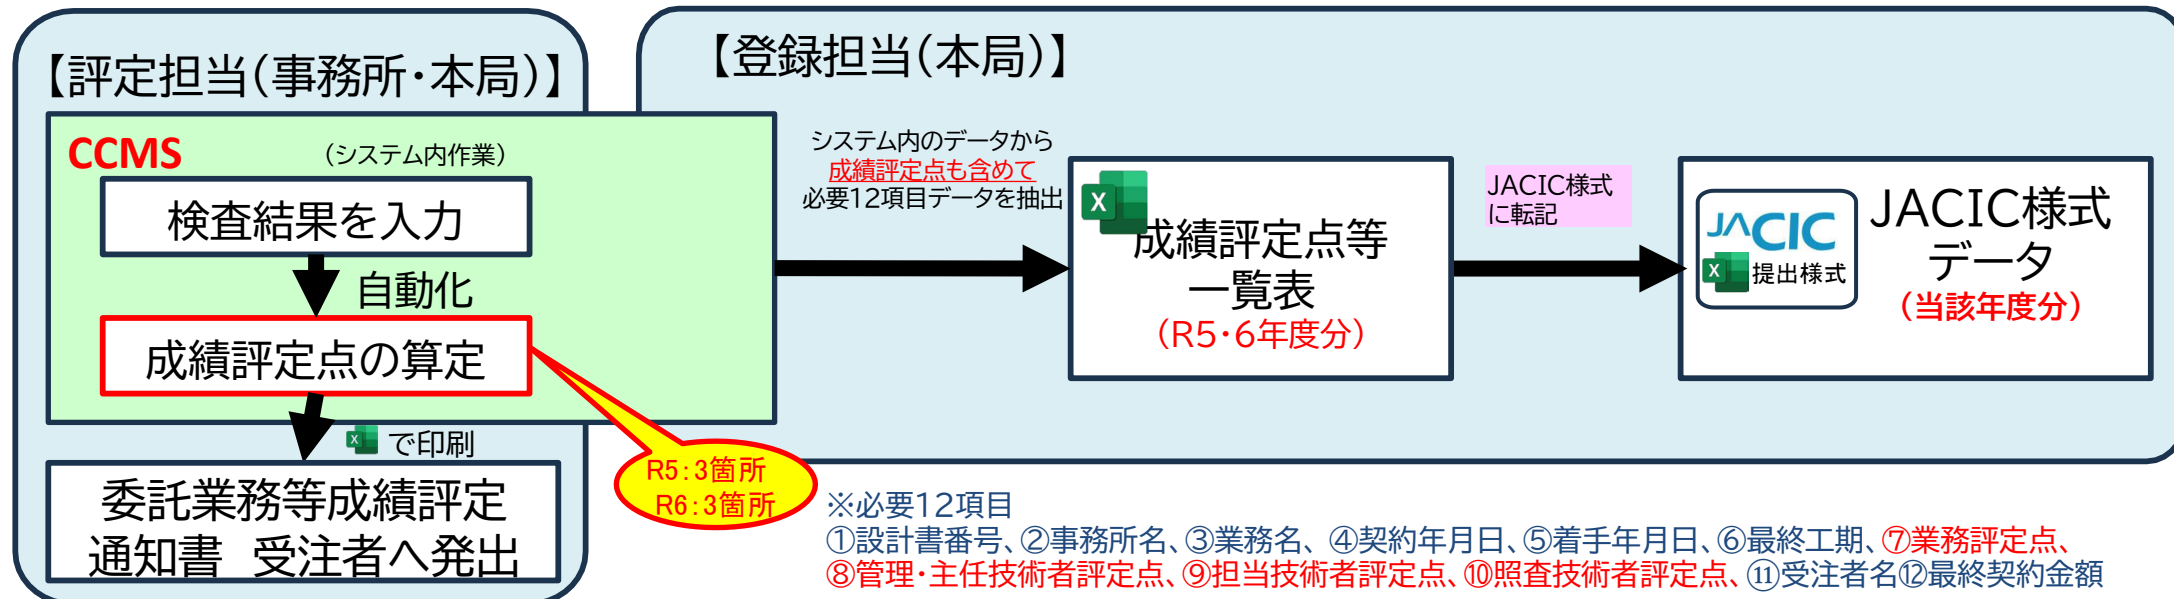 【評定担当(事務所・本局)】
CCMS
（システム内作業）
検査結果を入力
自動化
成績評定点の算定
で印刷
委託業務等成績評定
通知書　受注者へ発出
R5:3箇所
R6:3箇所
【登録担当(本局)】
システム内のデータから
成績評定点も含めて
必要12項目データを抽出
X
成績評定点等
一覧表
（R5・6年度分）
JACIC様式
に転記
JACIC
X
提出様式
JACIC様式
データ
（当該年度分）
※必要12項目
①設計書番号、②事務所名、③業務名、④契約年月日、⑤着手年月日、⑥最終工期、⑦業務評定点、
⑧管理・主任技術者評定点、⑨担当技術者評定点、⑩照査技術者評定点、⑪受注者名⑫最終契約金額